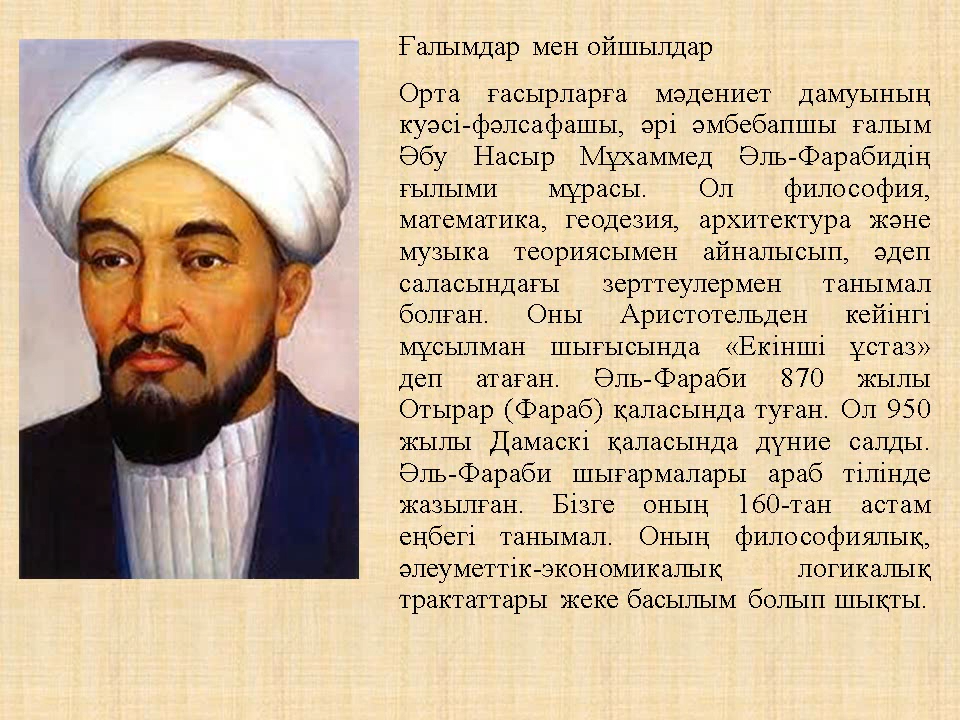 Ғалымдар мен ойшылдар
Орта ғасырларға мәдениет дамуының
куәсі-фәлсафашы, әрі әмбебапшы ғалым
Әбу Насыр Мұхаммед Әль-Фарабидің
ғылыми мұрасы. Ол философия,
математика, геодезия, архитектура және
музыка теориясымен айналысып, әдеп
саласындағы зерттеулермен танымал
болған. Оны Аристотельден кейінгі
мұсылман шығысында «Екінші ұстаз»
деп атаған. Әль-Фараби 870 жылы
Отырар (Фараб) қаласында туған. Ол 950
жылы Дамаскі қаласында дүние салды.
Әль-Фараби шығармалары араб тілінде
жазылған. Бізге оның 160-тан астам
еңбегі танымал. Оның философиялық,
әлеуметтік-экономикалық логикалық
трактаттары жеке басылым болып шықты.